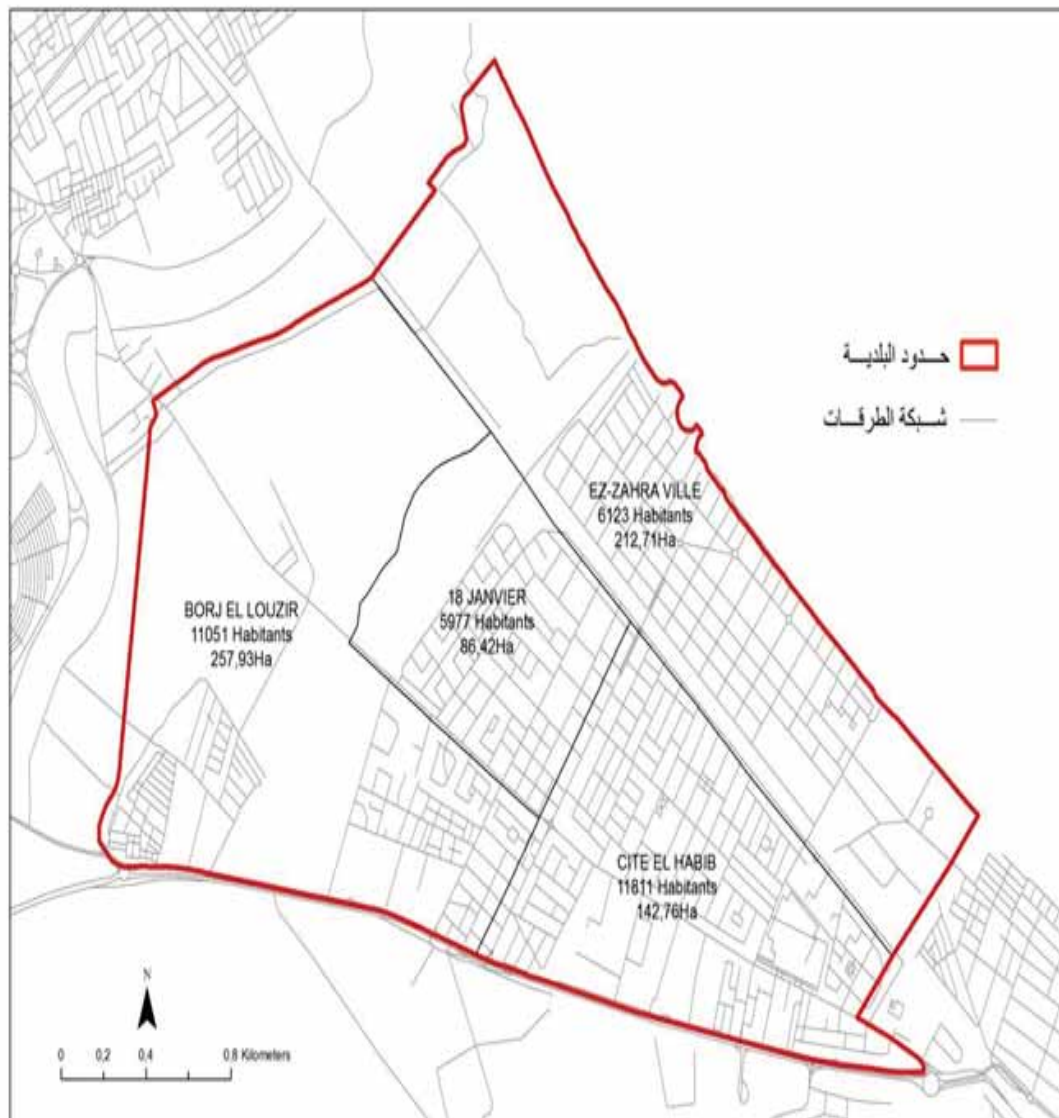 حـــدود البلديـــة
شـــبكة الطرقـــات
EZ-ZAHRA VILLE
6123 Habitants
212,71Ha
18 JANVIER
5977 Habitants
86,42Ha
BORJ EL LOUZIR
11051 Habitants
257,93Ha
CITE EL HABIB
11811 Habitants
142,76Ha
N
0 0,2 0,4 0,8 Kilometers